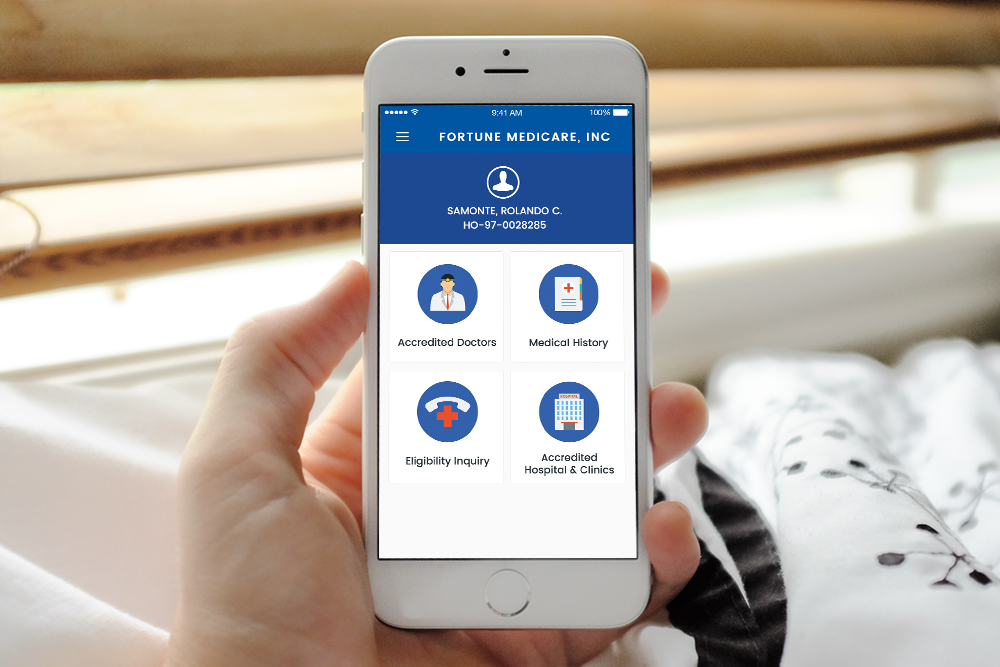 9:41 AM
100%
FORTUNE MEDICARE, INC
SAMONTE, ROLANDO C.
HO-97-0028285
Accredited Doctors
Medical History
Eligibility Inquiry
HOSPITAL
Accredited
Hospital & Clinics